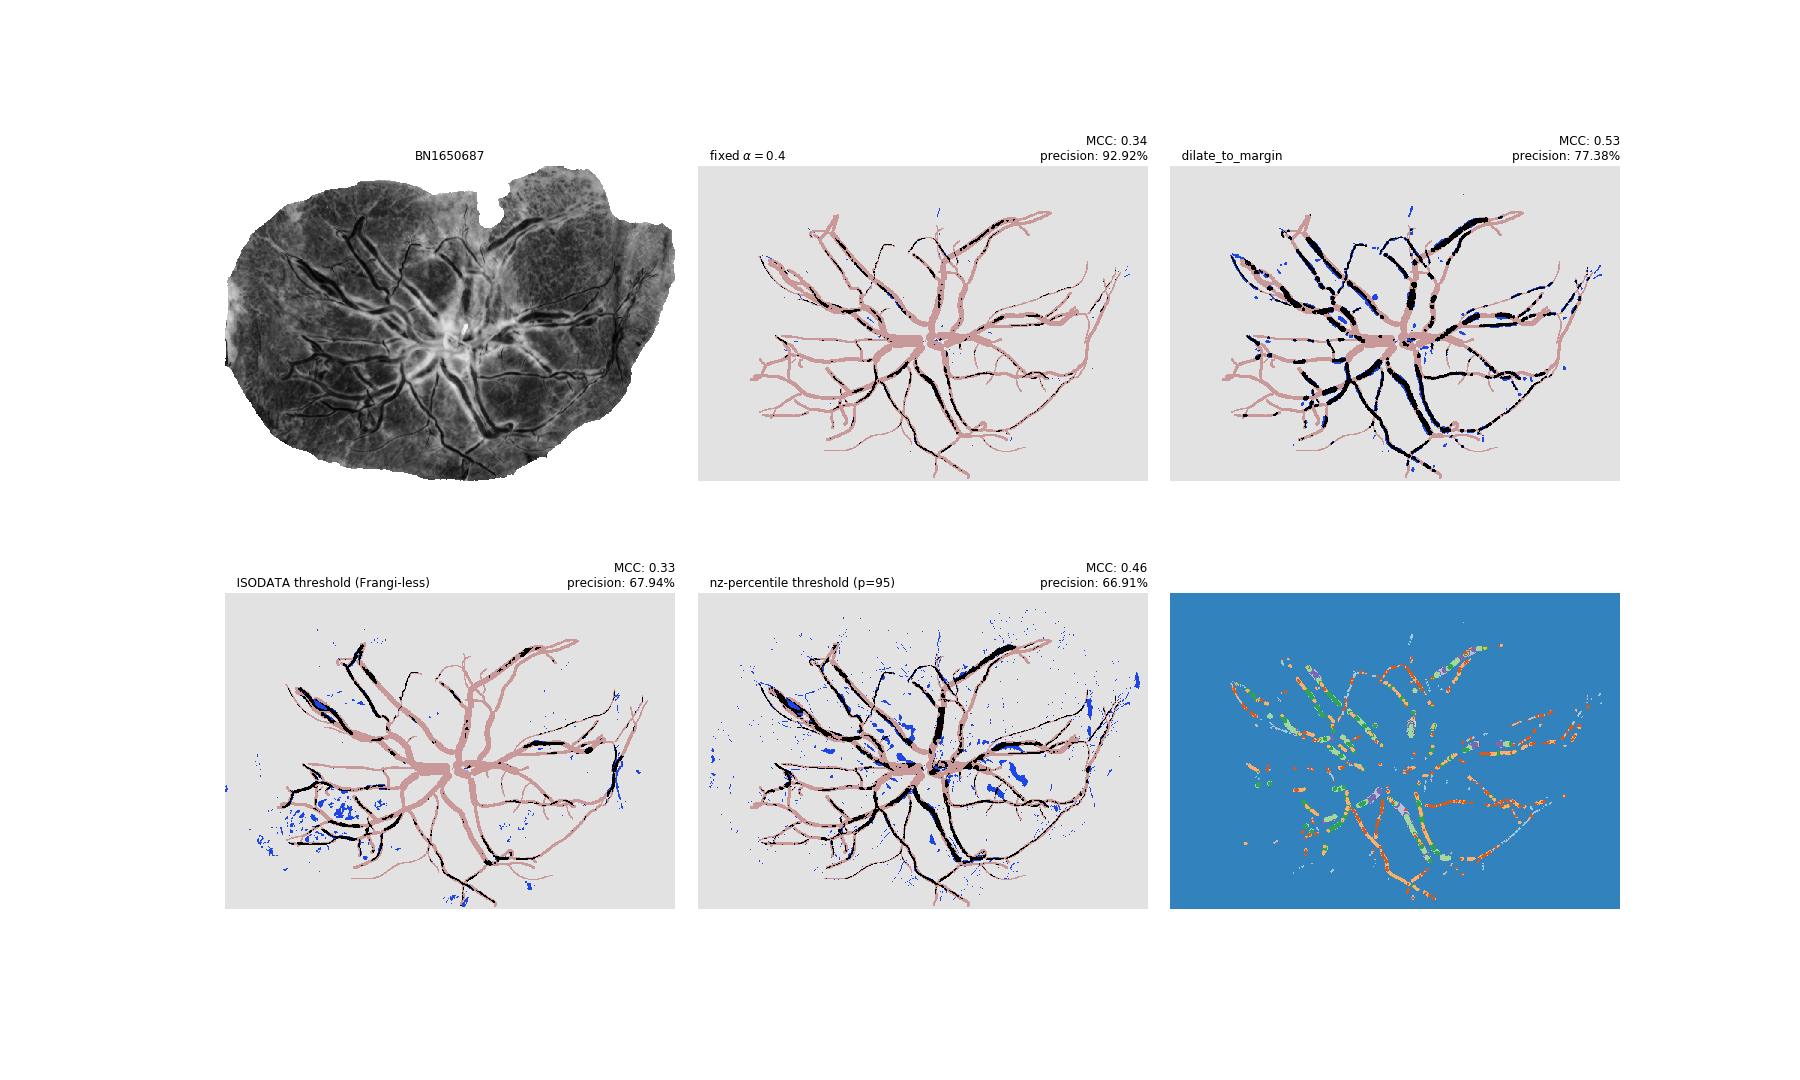 BN1650687
fixed α = 0.4
MCC: 0.34
precision: 92.92%
dilate_to_margin
MCC: 0.53
precision: 77.38%
ISODATA threshold (Frangi-less)
MCC: 0.33
precision: 67.94%
nz-percentile threshold (p=95)
MCC: 0.46
precision: 66.91%